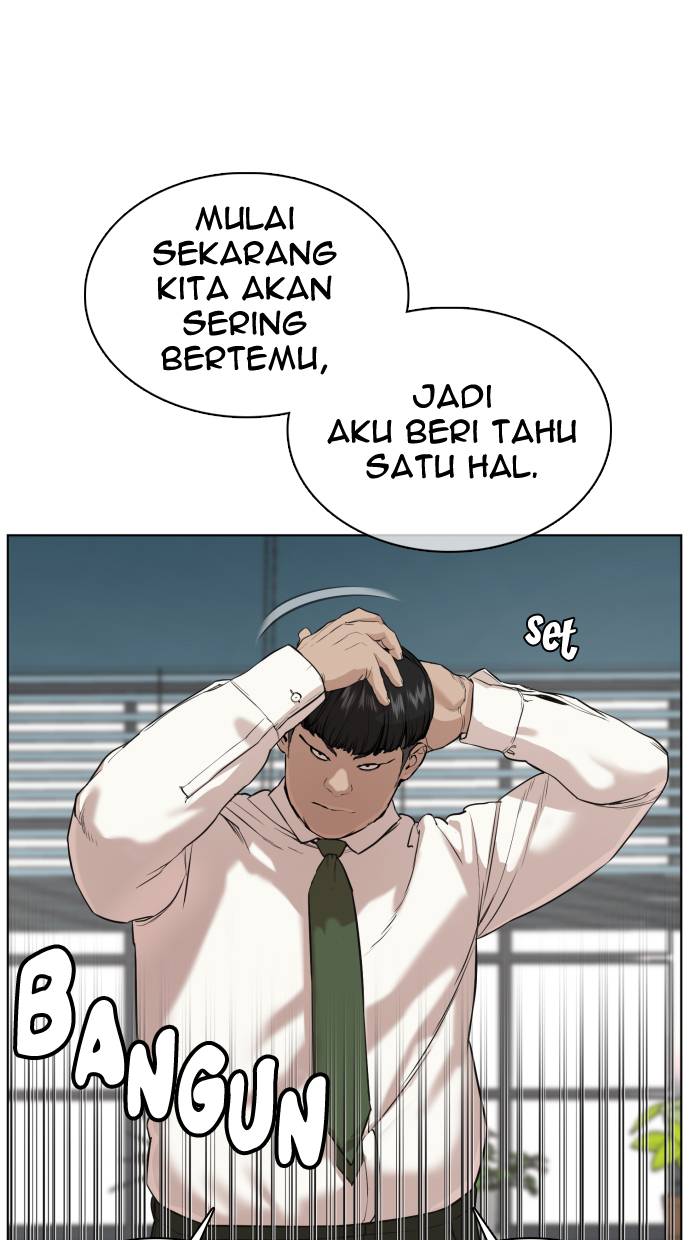 MULAI
SEKARANG
KITA AKAN
SERING
BERTEMU,
JADI
AKU BERI TAHU
SATU HAL.
set
BANGUN